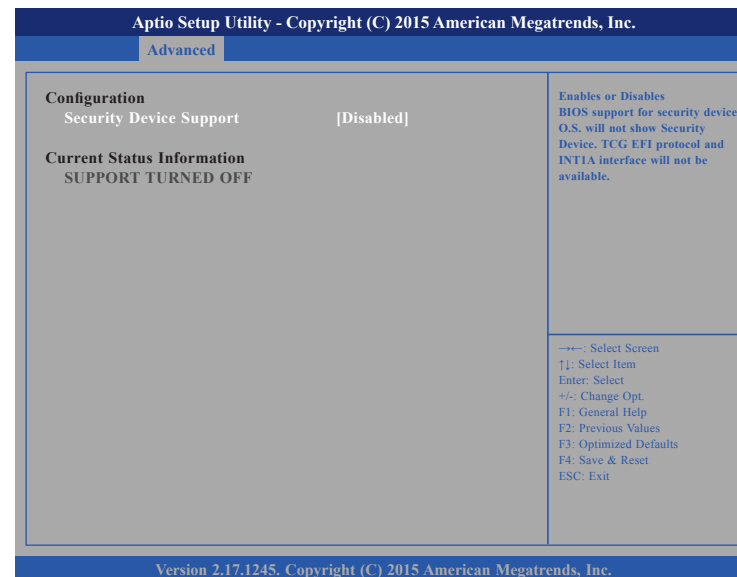 Aptio Setup Utility - Copyright (C) 2015 American Megatrends, Inc.
Advanced
Configuration
Security Device Support [Disabled]
Current Status Information
SUPPORT TURNED OFF
Enables or Disables
BIOS support for security device
O.S. will not show Security
Device. TCG EFI protocol and
INT1A interface will not be
available.
→←: Select Screen
↑↓: Select Item
Enter: Select
+/-: Change Opt.
F1: General Help
F2: Previous Values
F3: Optimized Defaults
F4: Save & Reset
ESC: Exit
Version 2.17.1245. Copyright (C) 2015 American Megatrends, Inc.